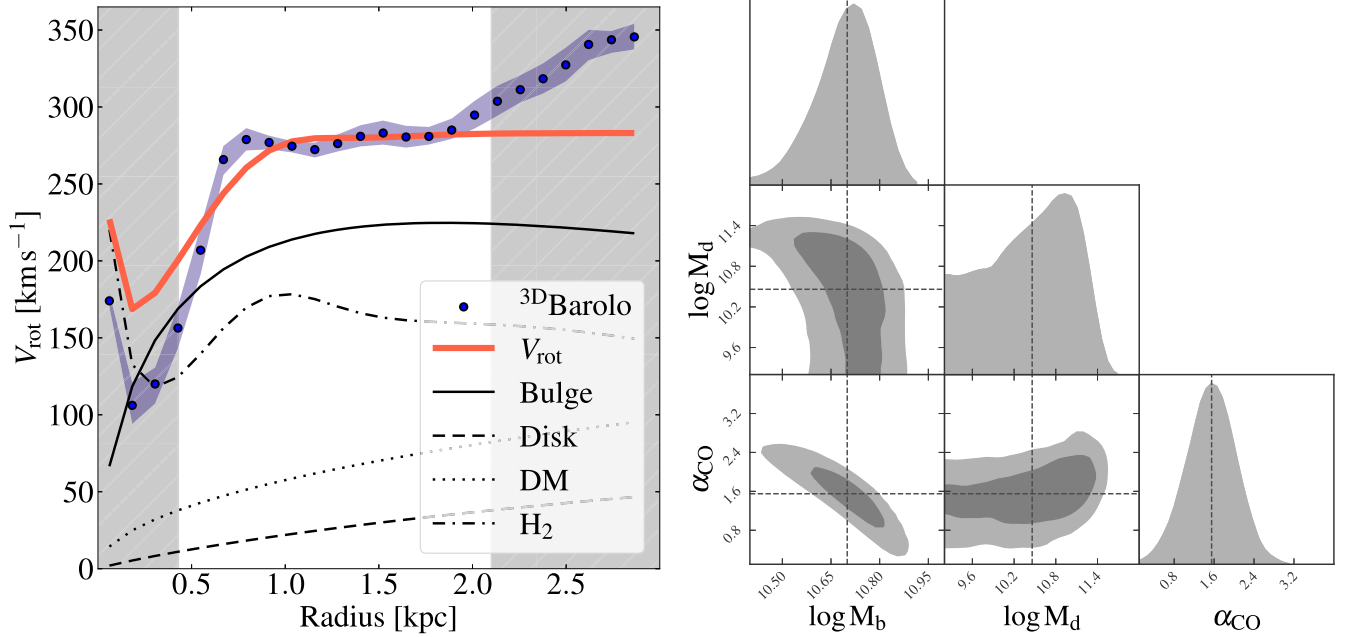 350
300
250
200
150
100
50
0
V_rot [km s⁻¹]
0.5
1.0
1.5
2.0
2.5
Radius [kpc]
³ᴰBarolo
V_rot
Bulge
Disk
DM
H₂
11.4
10.8
10.2
9.6
log M_d
3.2
2.4
1.6
0.8
α_CO
10.50
10.65
10.80
10.95
log M_b
9.6
10.2
10.8
11.4
log M_d
0.8
1.6
2.4
3.2
α_CO